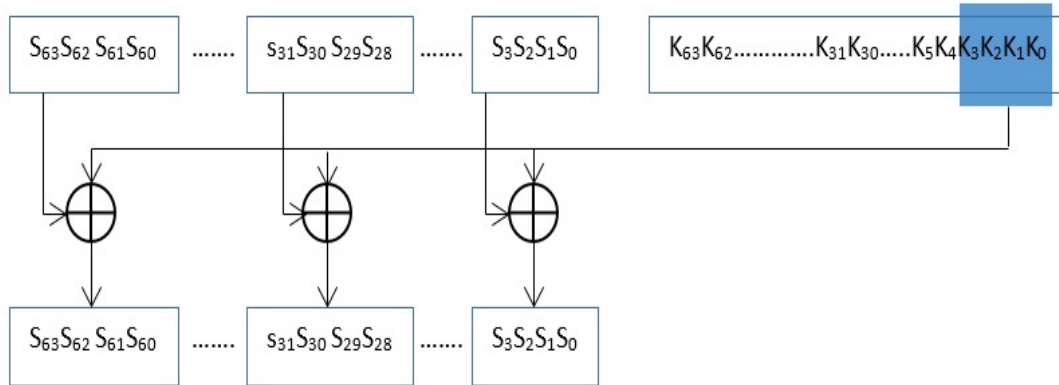 S₆₃S₆₂ S₆₁S₆₀ ....... s₃₁S₃₀ S₂₉S₂₈ ....... S₃S₂S₁S₀ K₆₃K₆₂..............K₃₁K₃₀.....K₅K₄K₃K₂K₁K₀
S₆₃S₆₂ S₆₁S₆₀ ....... s₃₁S₃₀ S₂₉S₂₈ ....... S₃S₂S₁S₀